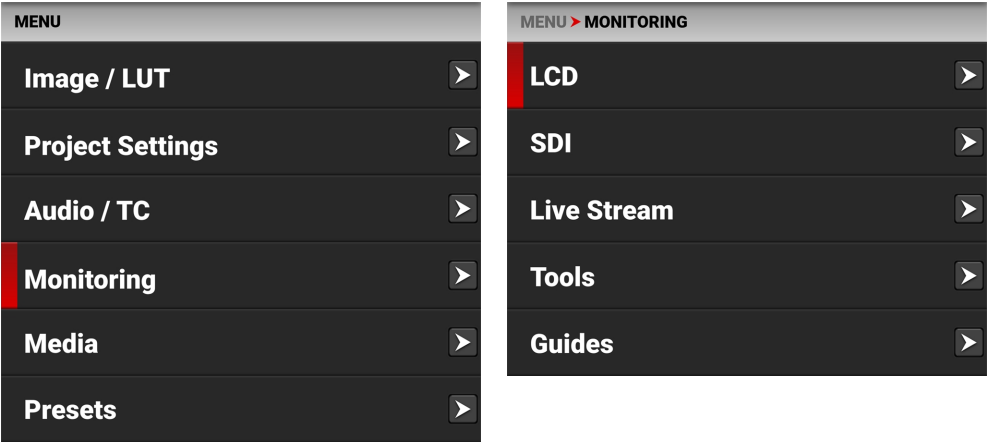 MENU
Image / LUT
Project Settings
Audio / TC
Monitoring
Media
Presets
MENU > MONITORING
LCD
SDI
Live Stream
Tools
Guides